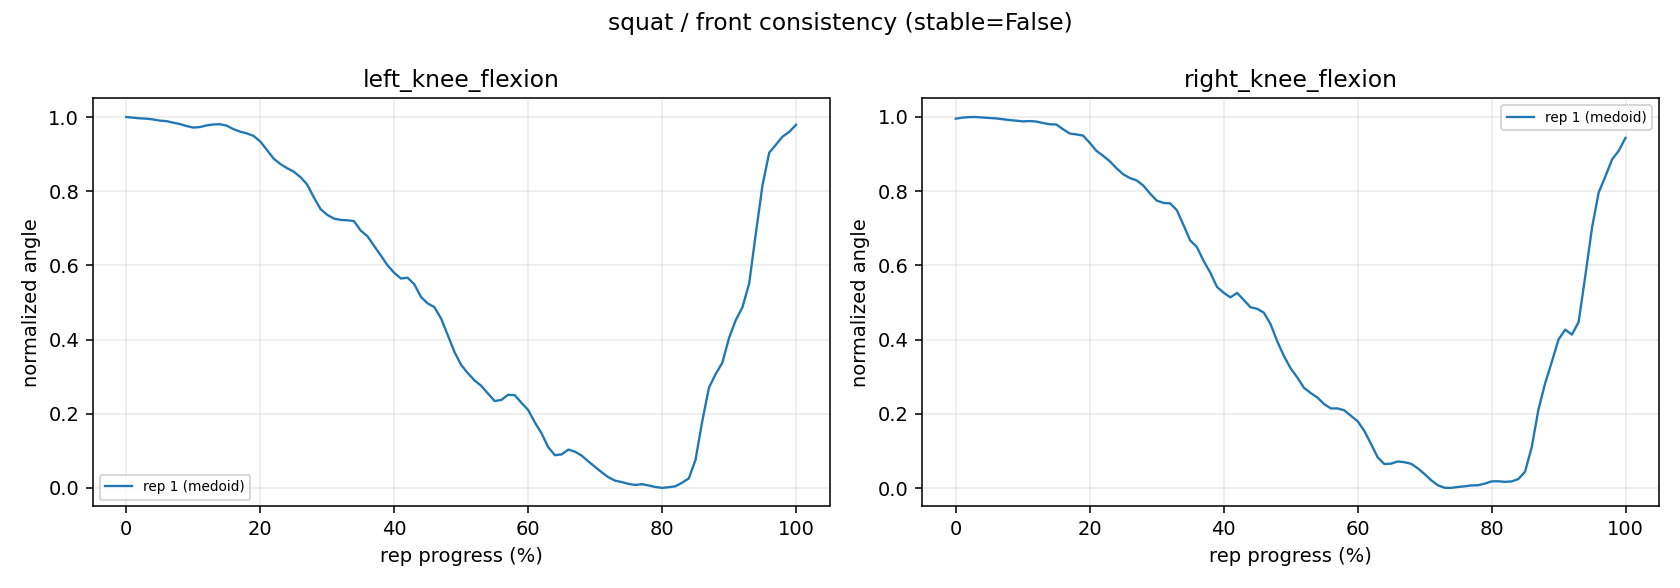 squat / front consistency (stable=False)
left_knee_flexion
normalized angle
1.0
0.8
0.6
0.4
0.2
0.0
rep 1 (medoid)
0 20 40 60 80 100
rep progress (%)
right_knee_flexion
normalized angle
1.0
0.8
0.6
0.4
0.2
0.0
rep 1 (medoid)
0 20 40 60 80 100
rep progress (%)